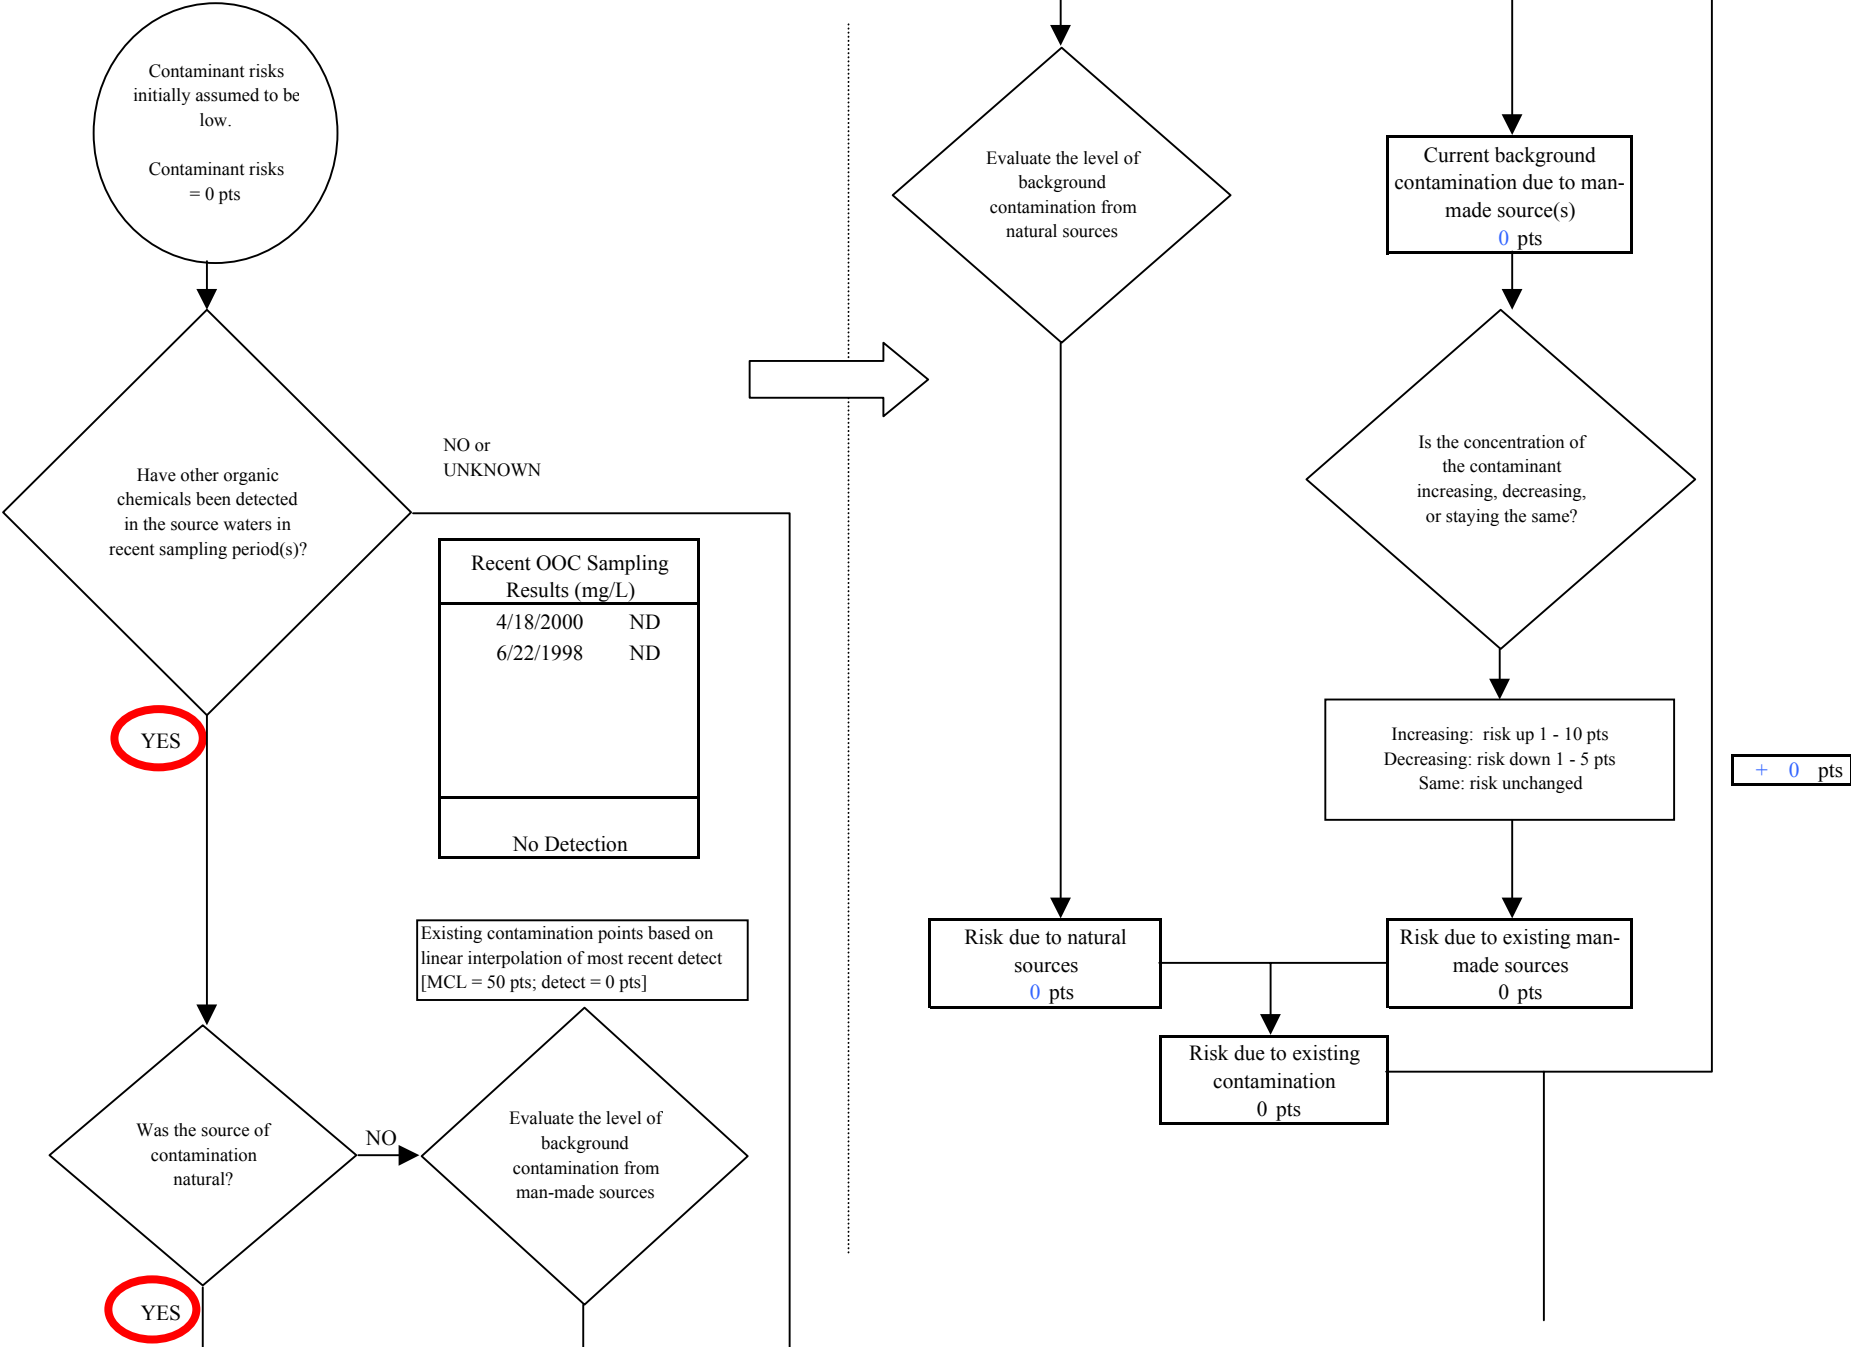 Contaminant risks
initially assumed to be
low.
Contaminant risks
= 0 pts
Have other organic
chemicals been detected
in the source waters in
recent sampling period(s)?
NO or
UNKNOWN
Recent OOC Sampling
Results (mg/L)
4/18/2000 ND
6/22/1998 ND
No Detection
YES
Existing contamination points based on
linear interpolation of most recent detect
[MCL = 50 pts; detect = 0 pts]
Was the source of
contamination
natural?
NO
Evaluate the level of
background
contamination from
man-made sources
YES
Evaluate the level of
background
contamination from
natural sources
Current background
contamination due to man-
made source(s)
0 pts
Is the concentration of
the contaminant
increasing, decreasing,
or staying the same?
Increasing: risk up 1 - 10 pts
Decreasing: risk down 1 - 5 pts
Same: risk unchanged
+ 0 pts
Risk due to natural
sources
0 pts
Risk due to existing man-
made sources
0 pts
Risk due to existing
contamination
0 pts